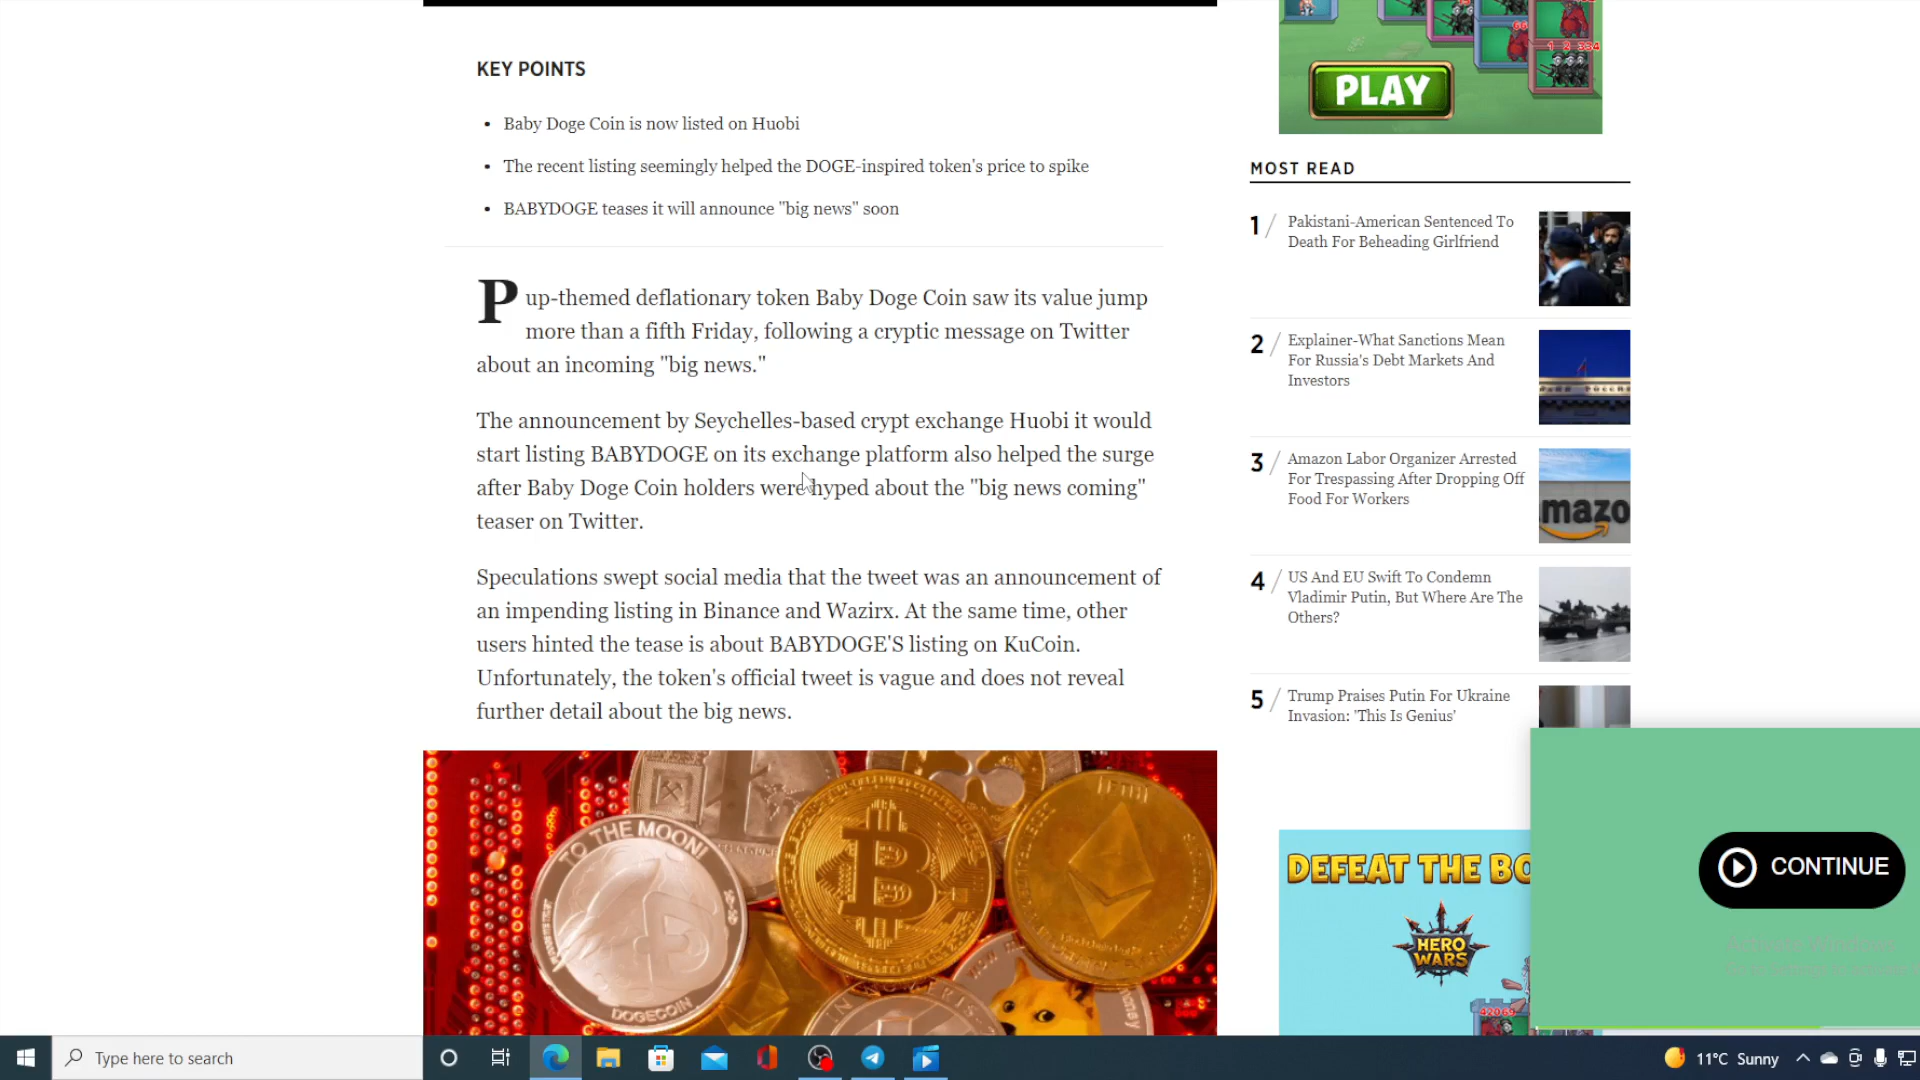 KEY POINTS
• Baby Doge Coin is now listed on Huobi
• The recent listing seemingly helped the DOGE-inspired token's price to spike
• BABYDOGE teases it will announce "big news" soon
Pup-themed deflationary token Baby Doge Coin saw its value jump
more than a fifth Friday, following a cryptic message on Twitter
about an incoming "big news."
The announcement by Seychelles-based crypt exchange Huobi it would
start listing BABYDOGE on its exchange platform also helped the surge
after Baby Doge Coin holders were hyped about the "big news coming"
teaser on Twitter.
Speculations swept social media that the tweet was an announcement of
an impending listing in Binance and Wazirx. At the same time, other
users hinted the tease is about BABYDOGE'S listing on KuCoin.
Unfortunately, the token's official tweet is vague and does not reveal
further detail about the big news.
TO THE MOON!
DOGECOIN
PLAY
MOST READ
1 / Pakistani-American Sentenced To
Death For Beheading Girlfriend
2 / Explainer-What Sanctions Mean
For Russia's Debt Markets And
Investors
3 / Amazon Labor Organizer Arrested
For Trespassing After Dropping Off
Food For Workers
mazo
4 / US And EU Swift To Condemn
Vladimir Putin, But Where Are The
Others?
5 / Trump Praises Putin For Ukraine
Invasion: 'This Is Genius'
DEFEAT THE BO
HERO
WARS
42069
CONTINUE
Activate Windows
Type here to search
11°C Sunny